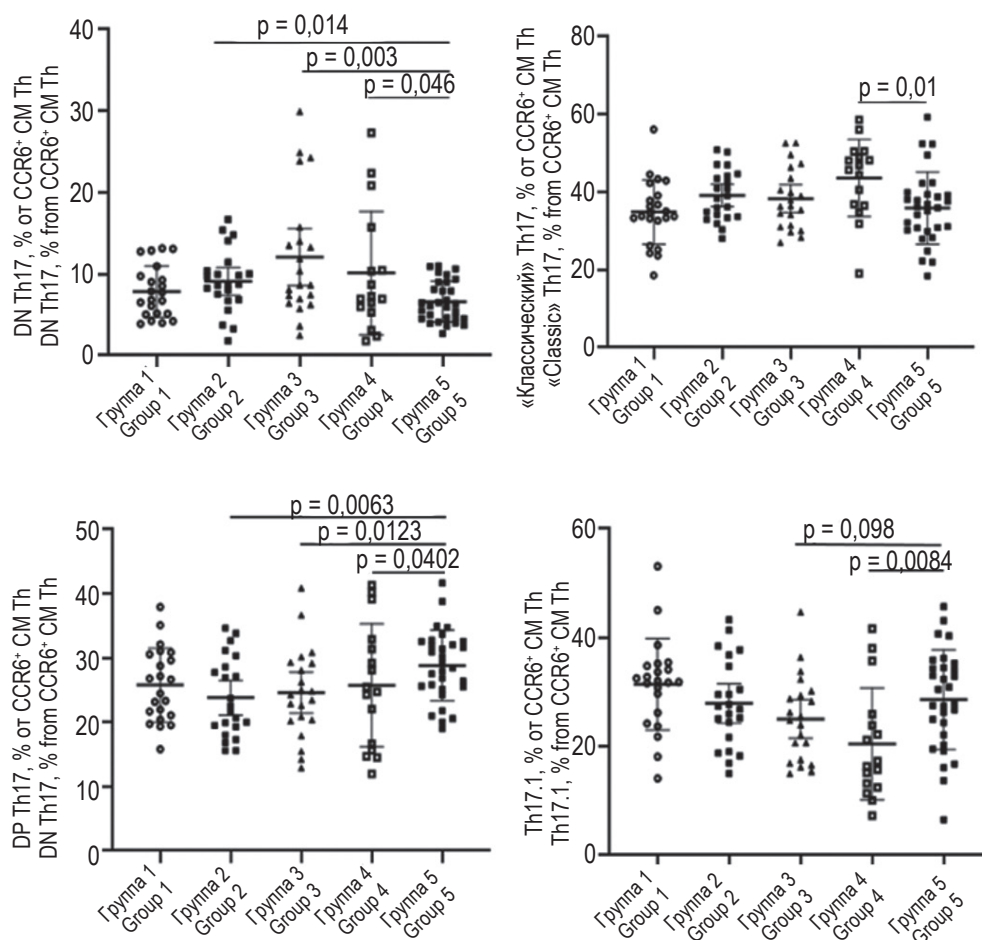 DN Th17, % от CCR6⁺ CM Th
DN Th17, % from CCR6⁺ CM Th
40
30
20
10
0
p = 0,014
p = 0,003
p = 0,046
Группа 1
Group 1
Группа 2
Group 2
Группа 3
Group 3
Группа 4
Group 4
Группа 5
Group 5
«Классический» Th17, % от CCR6⁺ CM Th
«Classic» Th17, % from CCR6⁺ CM Th
80
60
40
20
0
p = 0,01
Группа 1
Group 1
Группа 2
Group 2
Группа 3
Group 3
Группа 4
Group 4
Группа 5
Group 5
DP Th17, % от CCR6⁺ CM Th
DN Th17, % from CCR6⁺ CM Th
50
40
30
20
10
0
p = 0,0063
p = 0,0123
p = 0,0402
Группа 1
Group 1
Группа 2
Group 2
Группа 3
Group 3
Группа 4
Group 4
Группа 5
Group 5
Th17.1, % от CCR6⁺ CM Th
Th17.1, % from CCR6⁺ CM Th
60
40
20
0
p = 0,098
p = 0,0084
Группа 1
Group 1
Группа 2
Group 2
Группа 3
Group 3
Группа 4
Group 4
Группа 5
Group 5